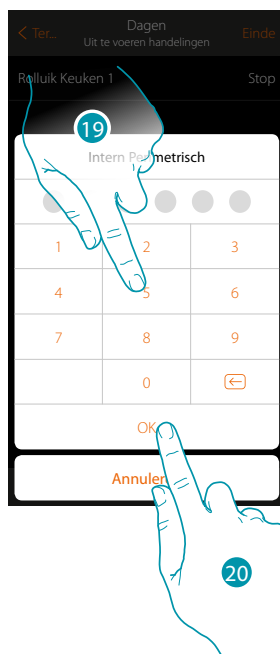 < Ter... Dagen Einde
Uit te voeren handelingen
Rolluik Keuken 1 Stop
19
Intern Perimetrisch
1 2 3
4 5 6
7 8 9
0
OK
Annuleren
20